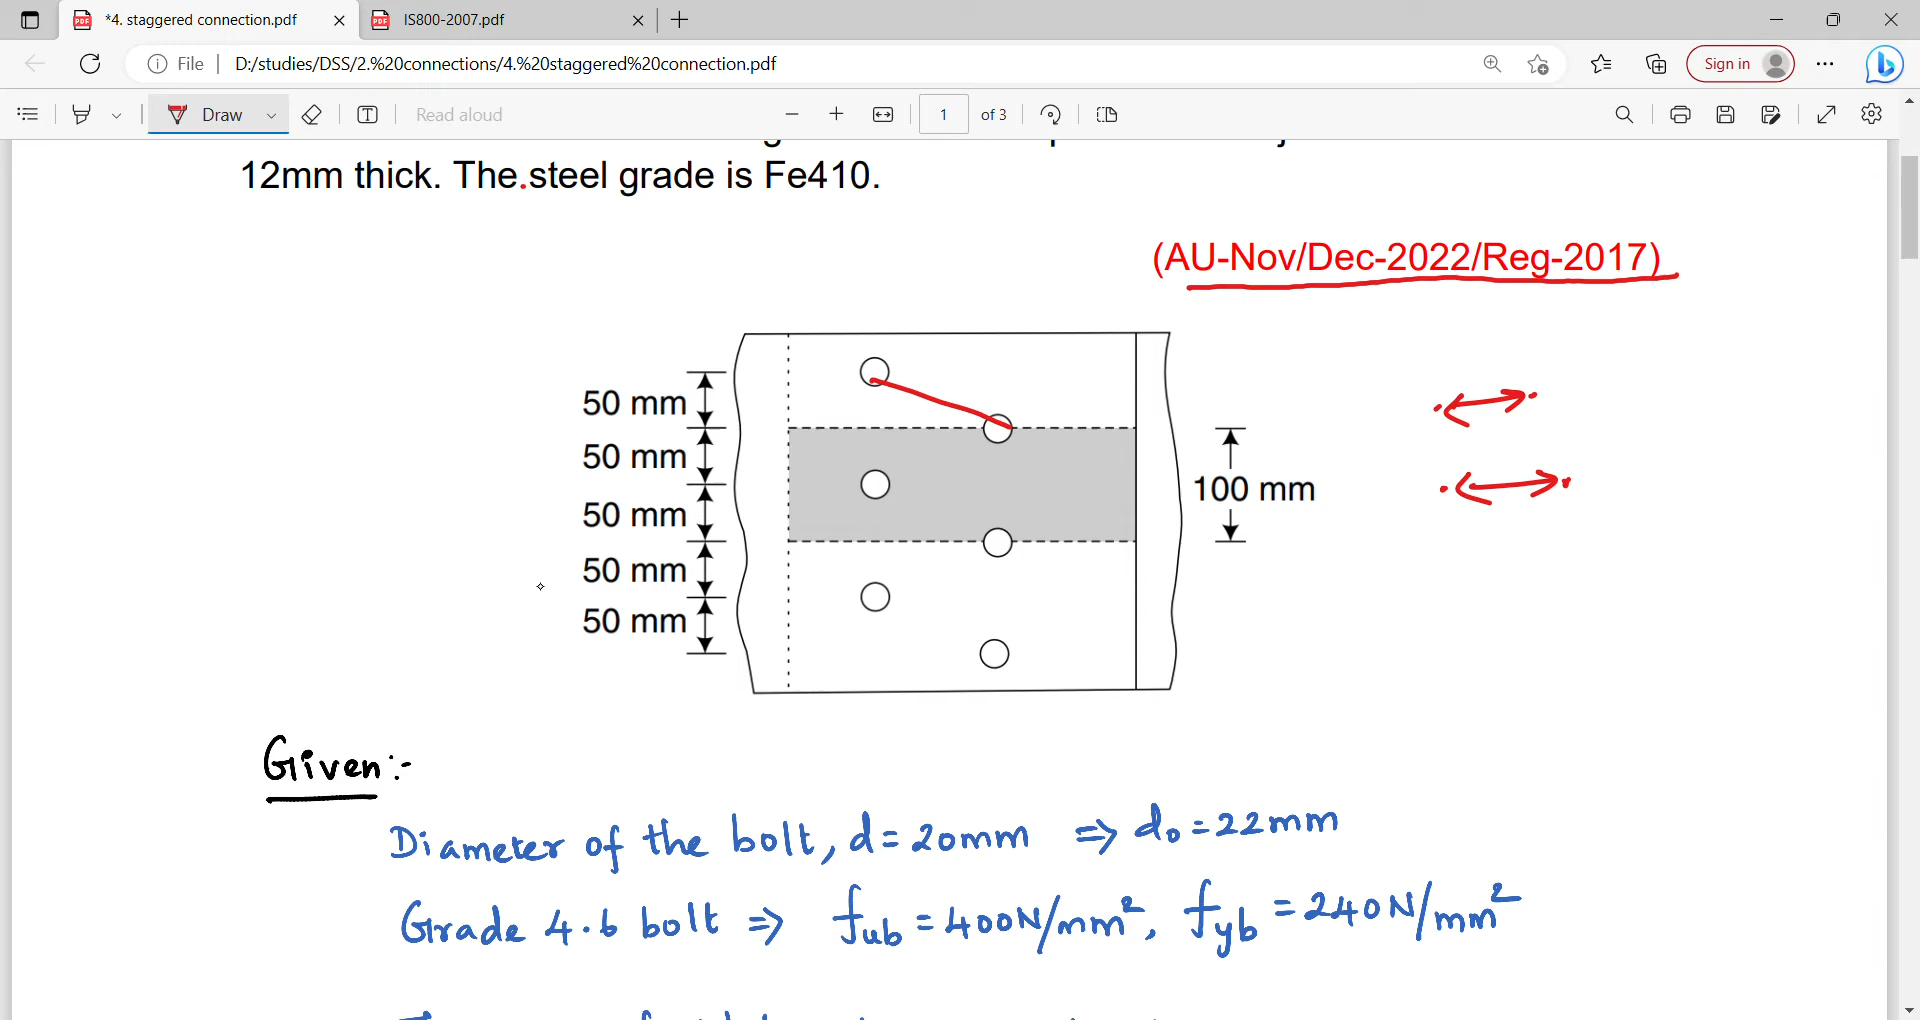 *4. staggered connection.pdf
IS800-2007.pdf
File
D:/studies/DSS/2.%20connections/4.%20staggered%20connection.pdf
Sign in
Draw
Read aloud
1 of 3
12mm thick. The.steel grade is Fe410.
(AU-Nov/Dec-2022/Reg-2017)
50 mm
50 mm
50 mm
50 mm
50 mm
100 mm
Given:-
Diameter of the bolt, d = 20mm ⇒ d₀ = 22mm
Grade 4.6 bolt ⇒ fub = 400N/mm², fyb = 240N/mm²